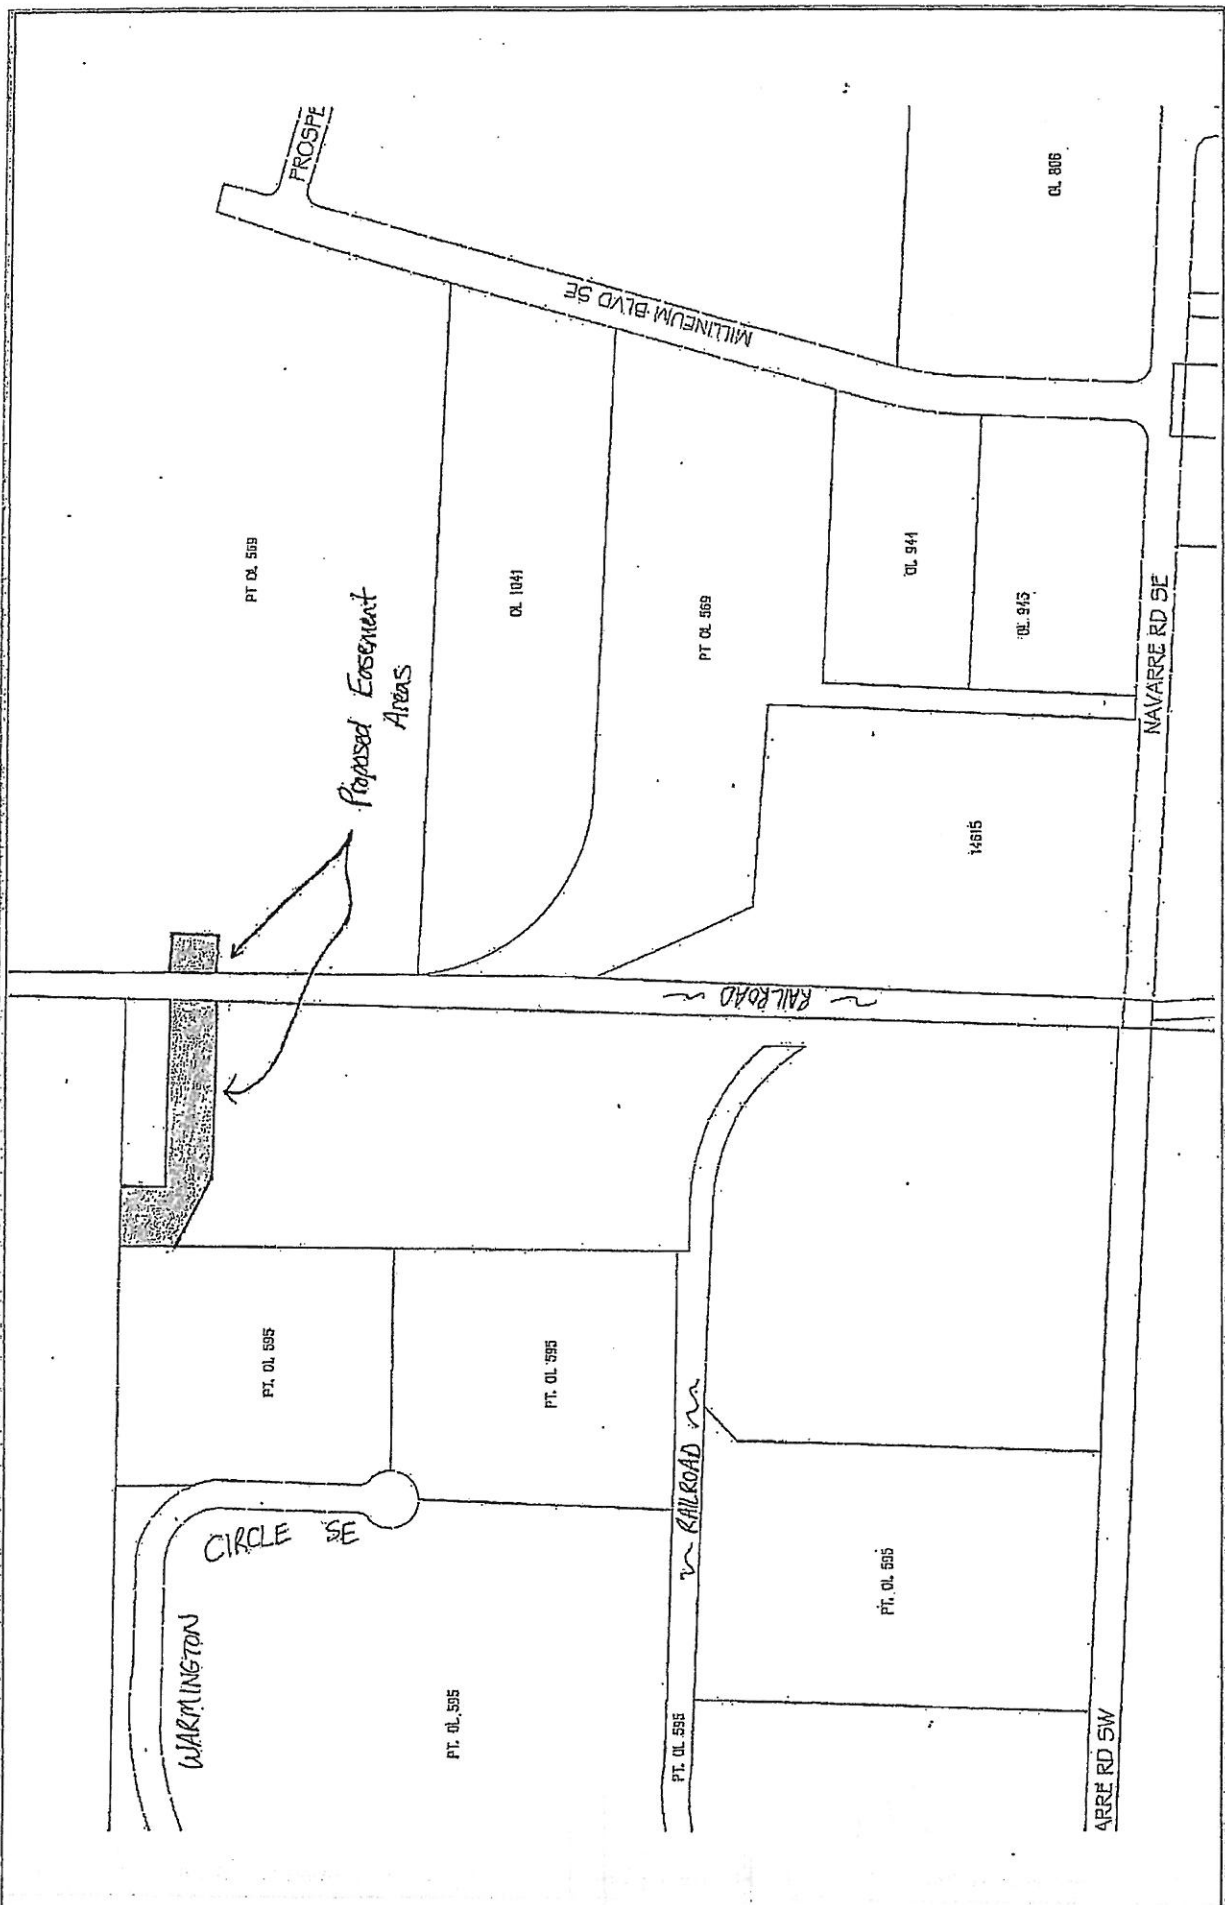 PROSPE
MILLINEUM BLVD SE
OL 806
PT OL 569
OL 1041
PT OL 569
OL 944
Proposed Easement
Areas
NAVARRE RD SE
14615
~ RAILROAD ~
PT. OL 595
PT. OL 595
~ RAILROAD ~
CIRCLE SE
WARMINGTON
PT. OL 595
PT. OL 595
PT. OL 595
ARRE RD SW